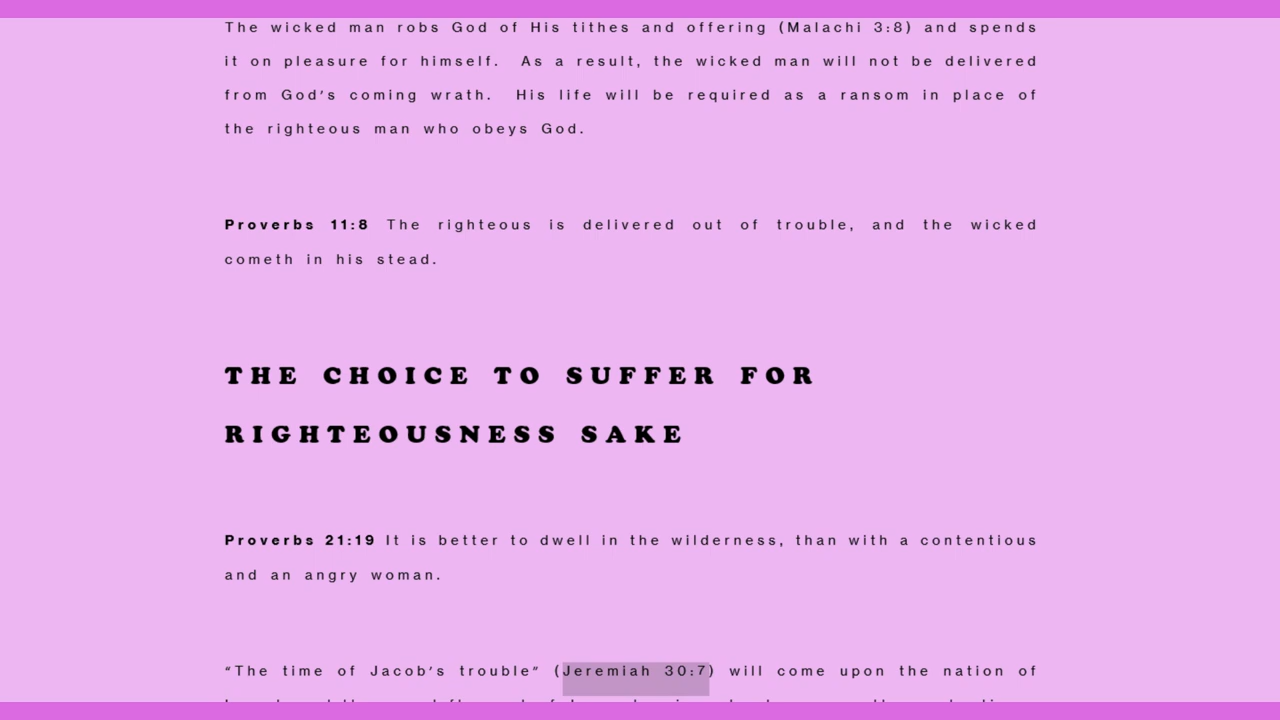 The wicked man robs God of His tithes and offering (Malachi 3:8) and spends
it on pleasure for himself. As a result, the wicked man will not be delivered
from God's coming wrath. His life will be required as a ransom in place of
the righteous man who obeys God.
Proverbs 11:8 The righteous is delivered out of trouble, and the wicked
cometh in his stead.
THE CHOICE TO SUFFER FOR
RIGHTEOUSNESS SAKE
Proverbs 21:19 It is better to dwell in the wilderness, than with a contentious
and an angry woman.
“The time of Jacob's trouble” (Jeremiah 30:7) will come upon the nation of